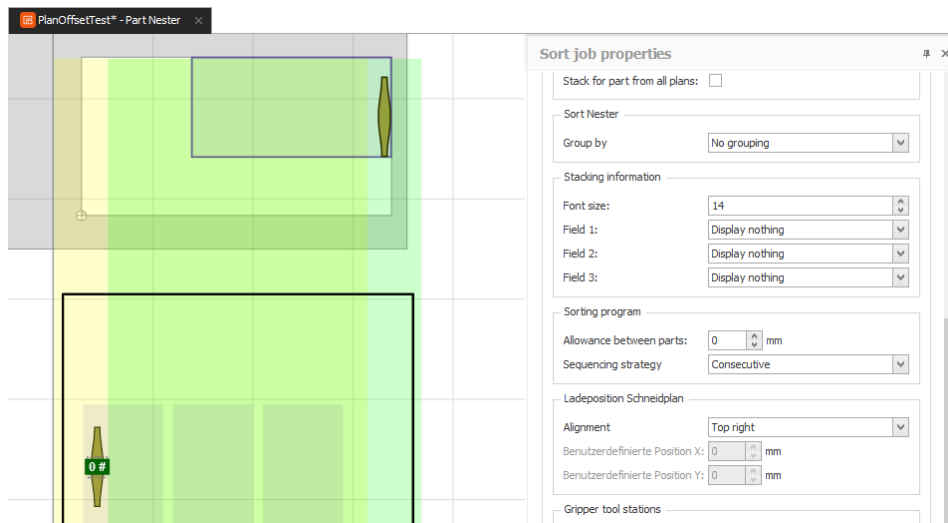 PlanOffsetTest* - Part Nester
Sort job properties
Stack for part from all plans:
Sort Nester
Group by No grouping
Stacking information
Font size: 14
Field 1: Display nothing
Field 2: Display nothing
Field 3: Display nothing
Sorting program
Allowance between parts: 0 mm
Sequencing strategy Consecutive
Ladeposition Schneidplan
Alignment Top right
Benutzerdefinierte Position X: 0 mm
Benutzerdefinierte Position Y: 0 mm
Gripper tool stations
0 #